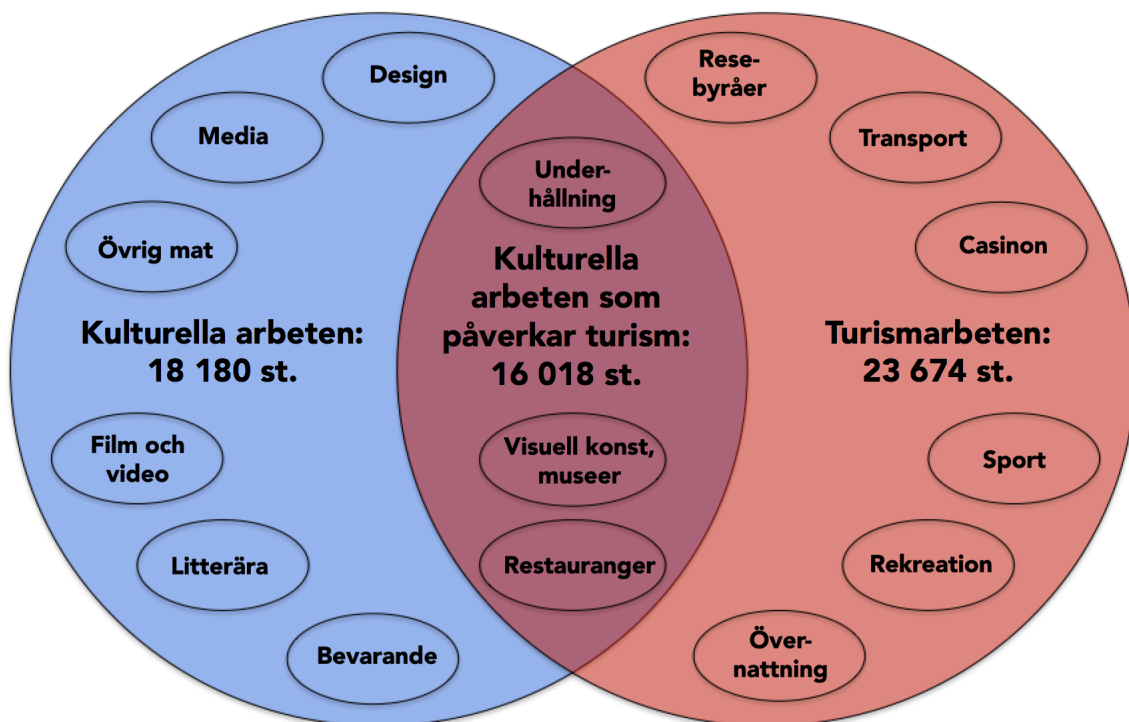 Design
Media
Övrig mat
Kulturella arbeten:
18 180 st.
Film och
video
Litterära
Bevarande
Under-
hållning
Kulturella
arbeten som
påverkar turism:
16 018 st.
Visuell konst,
museer
Restauranger
Rese-
byråer
Transport
Casinon
Turismarbeten:
23 674 st.
Sport
Rekreation
Över-
nattning